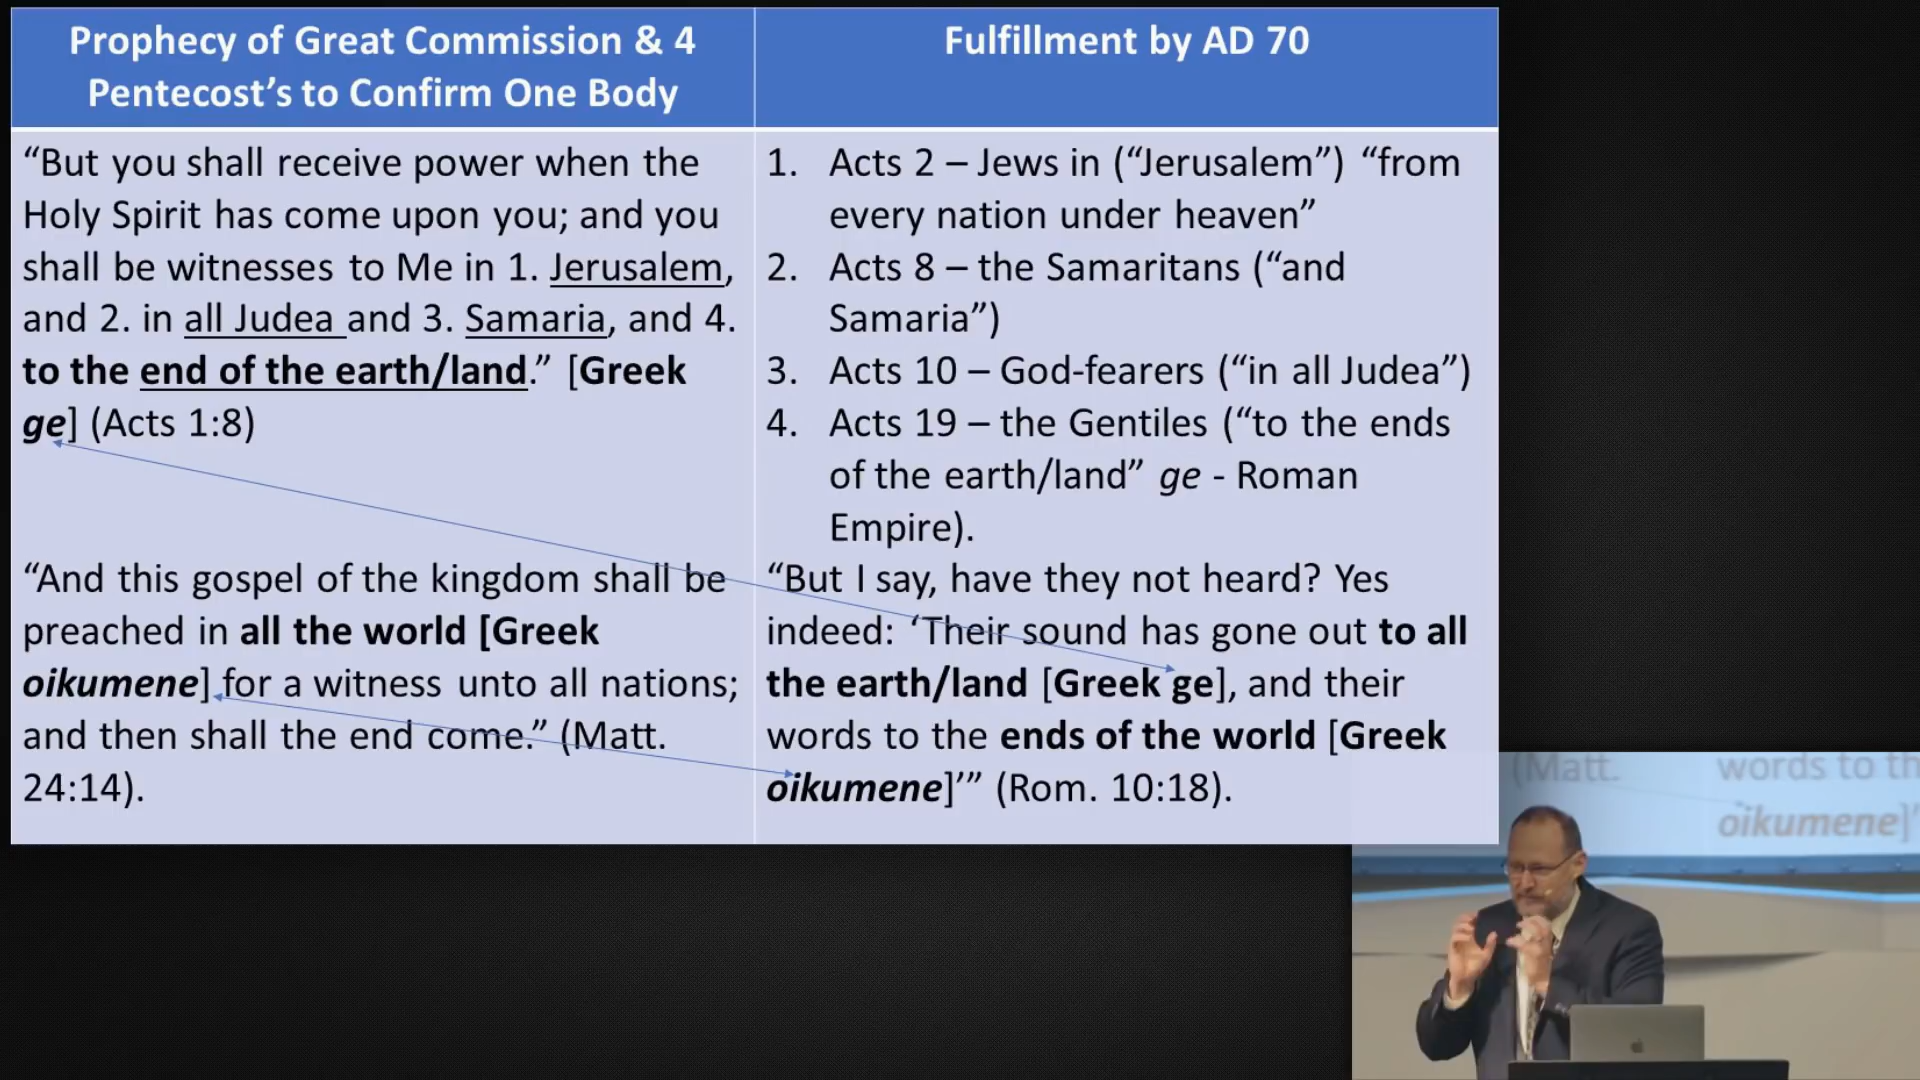 Prophecy of Great Commission & 4
Pentecost’s to Confirm One Body
Fulfillment by AD 70
“But you shall receive power when the
Holy Spirit has come upon you; and you
shall be witnesses to Me in 1. Jerusalem,
and 2. in all Judea and 3. Samaria, and 4.
to the end of the earth/land.” [Greek
ge] (Acts 1:8)
“And this gospel of the kingdom shall be
preached in all the world [Greek
oikumene] for a witness unto all nations;
and then shall the end come.” (Matt.
24:14).
1. Acts 2 – Jews in (“Jerusalem”) “from
every nation under heaven”
2. Acts 8 – the Samaritans (“and
Samaria”)
3. Acts 10 – God-fearers (“in all Judea”)
4. Acts 19 – the Gentiles (“to the ends
of the earth/land” ge - Roman
Empire).
“But I say, have they not heard? Yes
indeed: ‘Their sound has gone out to all
the earth/land [Greek ge], and their
words to the ends of the world [Greek
oikumene]’” (Rom. 10:18).
(Matt.
words to th
oikumene]’